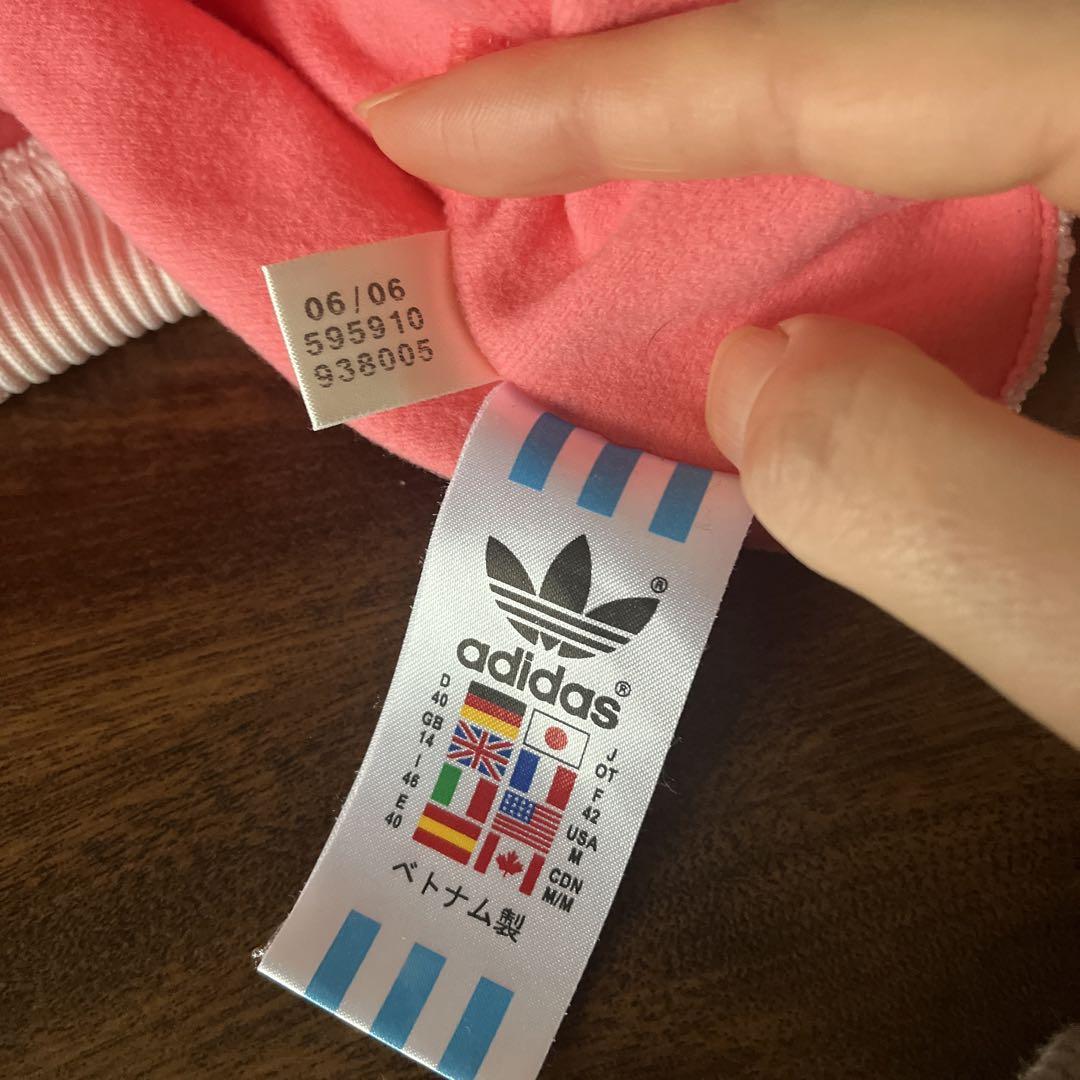 06/06
595910
938005
®
adidas®
D
40
GB
14
I
46
E
40
J
OT
F
42
USA
M
CDN
M/M
ベトナム製